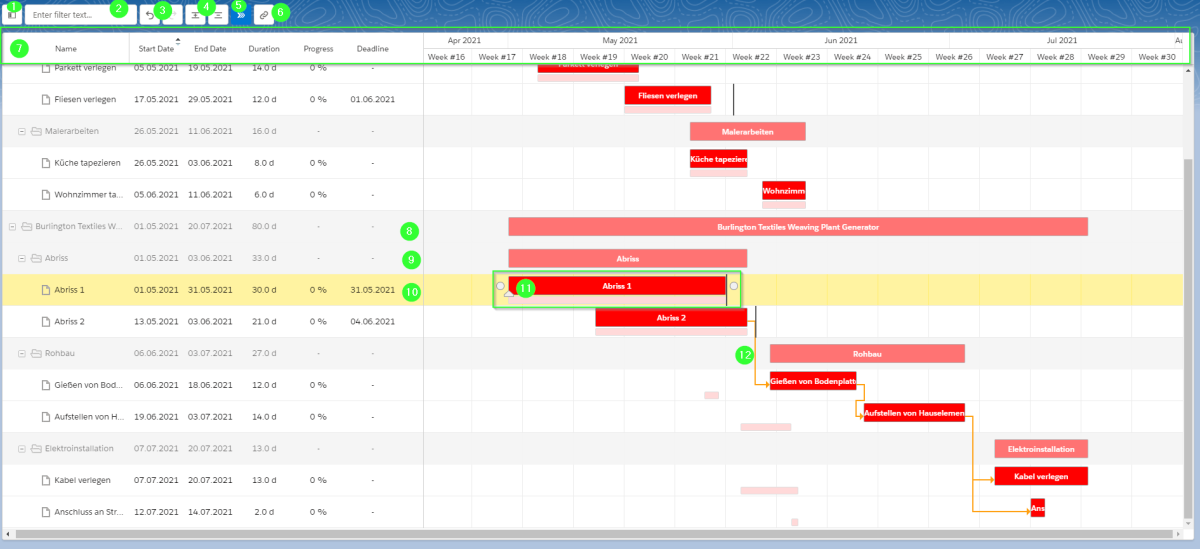 1 2 3 4 5 6
Enter filter text...
7 Name Start Date End Date Duration Progress Deadline
Apr 2021 May 2021 Jun 2021 Jul 2021
Week #16 Week #17 Week #18 Week #19 Week #20 Week #21 Week #22 Week #23 Week #24 Week #25 Week #26 Week #27 Week #28 Week #29 Week #30
Parkett verlegen 05.05.2021 19.05.2021 14.0 d 0 % - Parkett verlegen
Fliesen verlegen 17.05.2021 29.05.2021 12.0 d 0 % 01.06.2021 Fliesen verlegen
Malerarbeiten 26.05.2021 11.06.2021 16.0 d - - Malerarbeiten
Küche tapezieren 26.05.2021 03.06.2021 8.0 d 0 % - Küche tapezieren
Wohnzimmer ta... 05.06.2021 11.06.2021 6.0 d 0 % - Wohnzimm
Burlington Textiles W... 01.05.2021 20.07.2021 80.0 d - - 8 Burlington Textiles Weaving Plant Generator
Abriss 01.05.2021 03.06.2021 33.0 d - - 9 Abriss
Abriss 1 01.05.2021 31.05.2021 30.0 d 0 % 31.05.2021 10 11 Abriss 1
Abriss 2 13.05.2021 03.06.2021 21.0 d 0 % 04.06.2021 Abriss 2
Rohbau 06.06.2021 03.07.2021 27.0 d - - 12 Rohbau
Gießen von Bod... 06.06.2021 18.06.2021 12.0 d 0 % - Gießen von Bodenplatt
Aufstellen von H... 19.06.2021 03.07.2021 14.0 d 0 % - Aufstellen von Hauselemen
Elektroinstallation 07.07.2021 20.07.2021 13.0 d - - Elektroinstallation
Kabel verlegen 07.07.2021 20.07.2021 13.0 d 0 % - Kabel verlegen
Anschluss an Str... 12.07.2021 14.07.2021 2.0 d 0 % - Ans